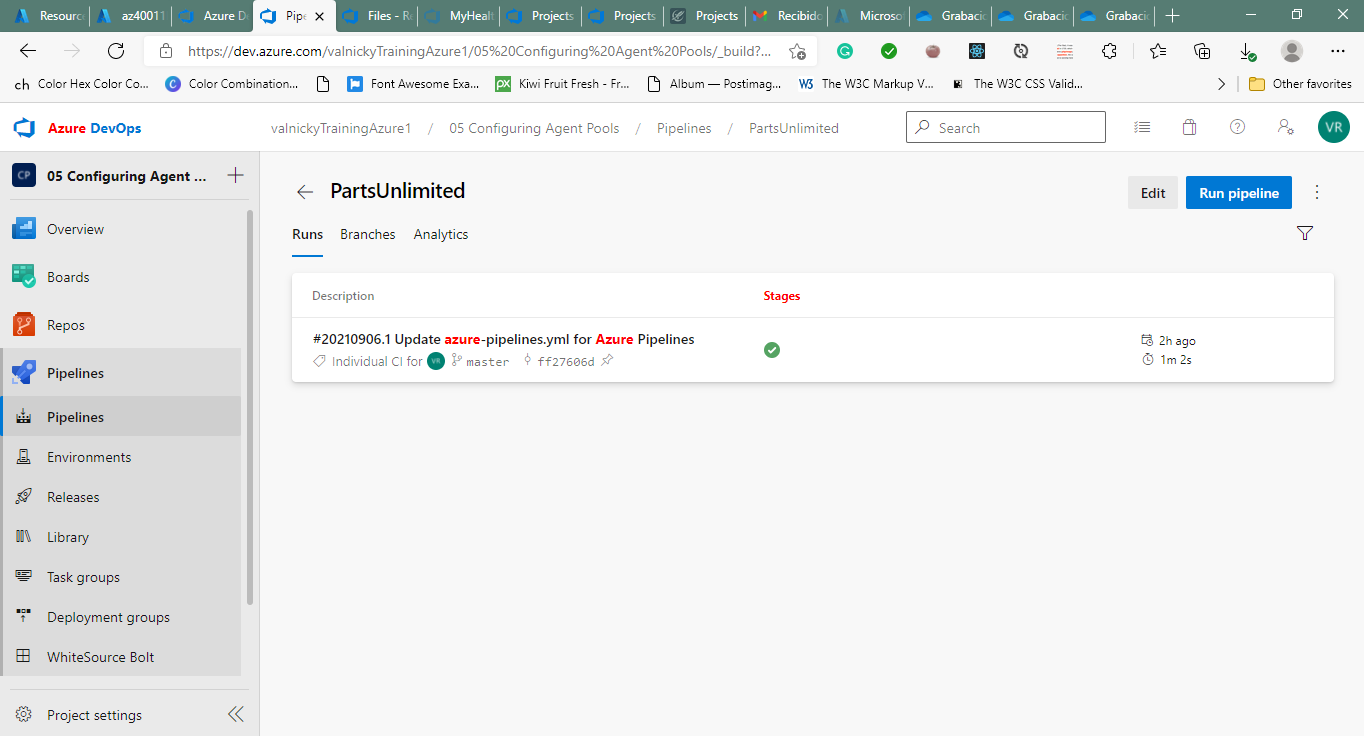 Resourc
az40011
Azure De
Pipe
Files - Re
MyHealt
Projects
Projects
Projects
Recibido
Microsof
Grabacio
Grabacio
Grabacio
https://dev.azure.com/valnickyTrainingAzure1/05%20Configuring%20Agent%20Pools/_build?...
ch Color Hex Color Co...
C Color Combination...
Font Awesome Exa...
px Kiwi Fruit Fresh - Fr...
Album — Postimag...
W3 The W3C Markup V...
The W3C CSS Valid...
Other favorites
Azure DevOps
valnickyTrainingAzure1 / 05 Configuring Agent Pools / Pipelines / PartsUnlimited
Search
VR
CP 05 Configuring Agent ...
Overview
Boards
Repos
Pipelines
Pipelines
Environments
Releases
Library
Task groups
Deployment groups
WhiteSource Bolt
Project settings
PartsUnlimited
Edit
Run pipeline
Runs Branches Analytics
Description
Stages
#20210906.1 Update azure-pipelines.yml for Azure Pipelines
Individual CI for VR master ff27606d
2h ago
1m 2s